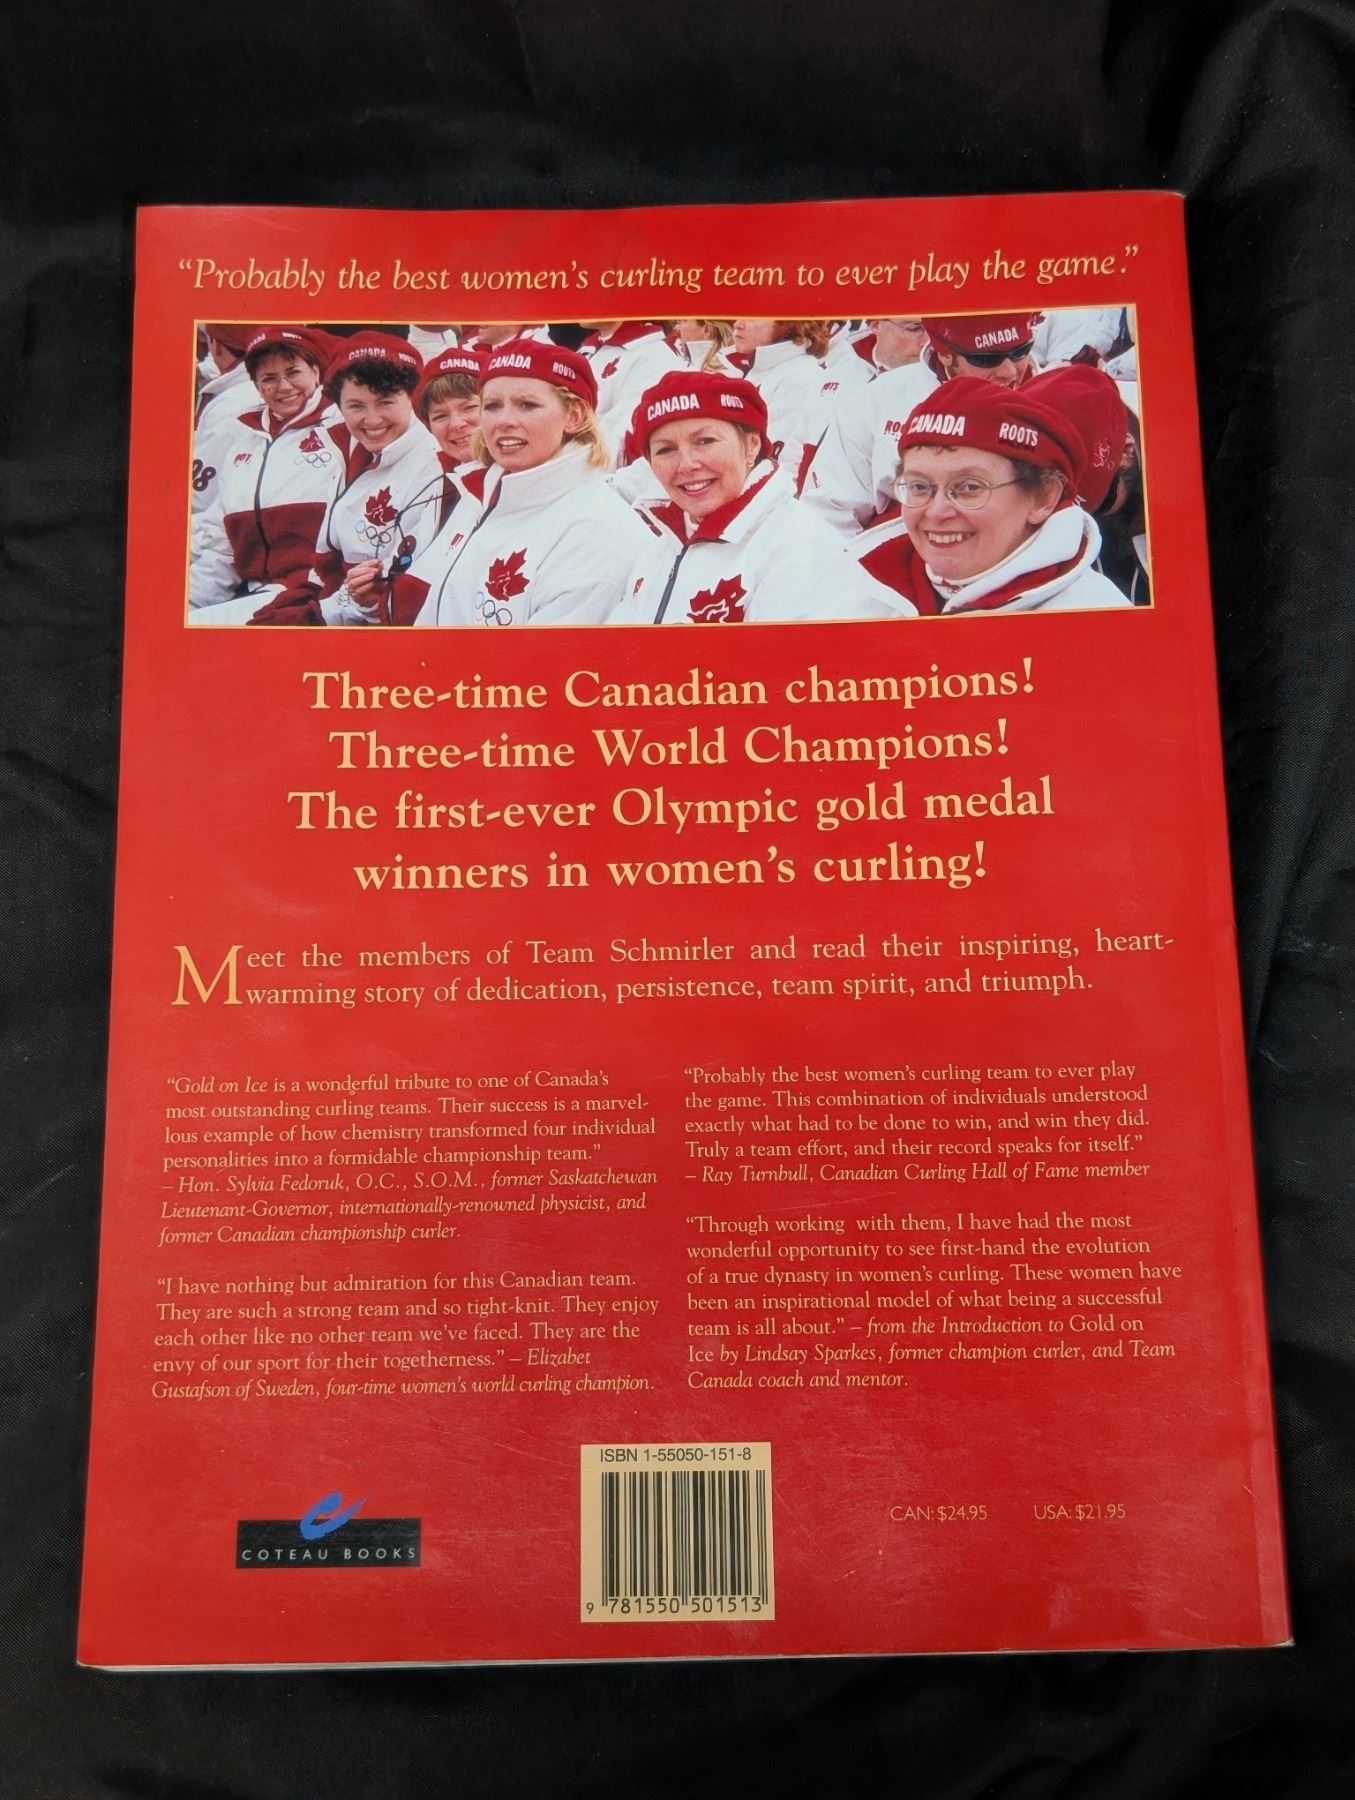 “Probably the best women’s curling team to ever play the game.”
CANADA ROOTS
CANADA
CANADA ROOTS
CANADA ROOTS
CANADA
CANADA ROOTS
Three-time Canadian champions!
Three-time World Champions!
The first-ever Olympic gold medal
winners in women’s curling!
Meet the members of Team Schmirler and read their inspiring, heart-
warming story of dedication, persistence, team spirit, and triumph.
“Gold on Ice is a wonderful tribute to one of Canada’s
most outstanding curling teams. Their success is a marvel-
lous example of how chemistry transformed four individual
personalities into a formidable championship team.”
– Hon. Sylvia Fedoruk, O.C., S.O.M., former Saskatchewan
Lieutenant-Governor, internationally-renowned physicist, and
former Canadian championship curler.
“I have nothing but admiration for this Canadian team.
They are such a strong team and so tight-knit. They enjoy
each other like no other team we’ve faced. They are the
envy of our sport for their togetherness.” – Elizabet
Gustafson of Sweden, four-time women’s world curling champion.
“Probably the best women’s curling team to ever play
the game. This combination of individuals understood
exactly what had to be done to win, and win they did.
Truly a team effort, and their record speaks for itself.”
– Ray Turnbull, Canadian Curling Hall of Fame member
“Through working with them, I have had the most
wonderful opportunity to see first-hand the evolution
of a true dynasty in women’s curling. These women have
been an inspirational model of what being a successful
team is all about.” – from the Introduction to Gold on
Ice by Lindsay Sparkes, former champion curler, and Team
Canada coach and mentor.
COTEAU BOOKS
ISBN 1-55050-151-8
9 781550 501513
CAN: $24.95 USA: $21.95